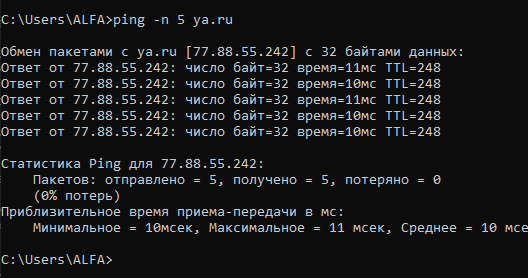 C:\Users\ALFA>ping -n 5 ya.ru
Обмен пакетами с ya.ru [77.88.55.242] с 32 байтами данных:
Ответ от 77.88.55.242: число байт=32 время=11мс TTL=248
Ответ от 77.88.55.242: число байт=32 время=10мс TTL=248
Ответ от 77.88.55.242: число байт=32 время=11мс TTL=248
Ответ от 77.88.55.242: число байт=32 время=10мс TTL=248
Ответ от 77.88.55.242: число байт=32 время=10мс TTL=248
Статистика Ping для 77.88.55.242:
Пакетов: отправлено = 5, получено = 5, потеряно = 0
(0% потерь)
Приблизительное время приема-передачи в мс:
Минимальное = 10мсек, Максимальное = 11 мсек, Среднее = 10 мсе
C:\Users\ALFA>